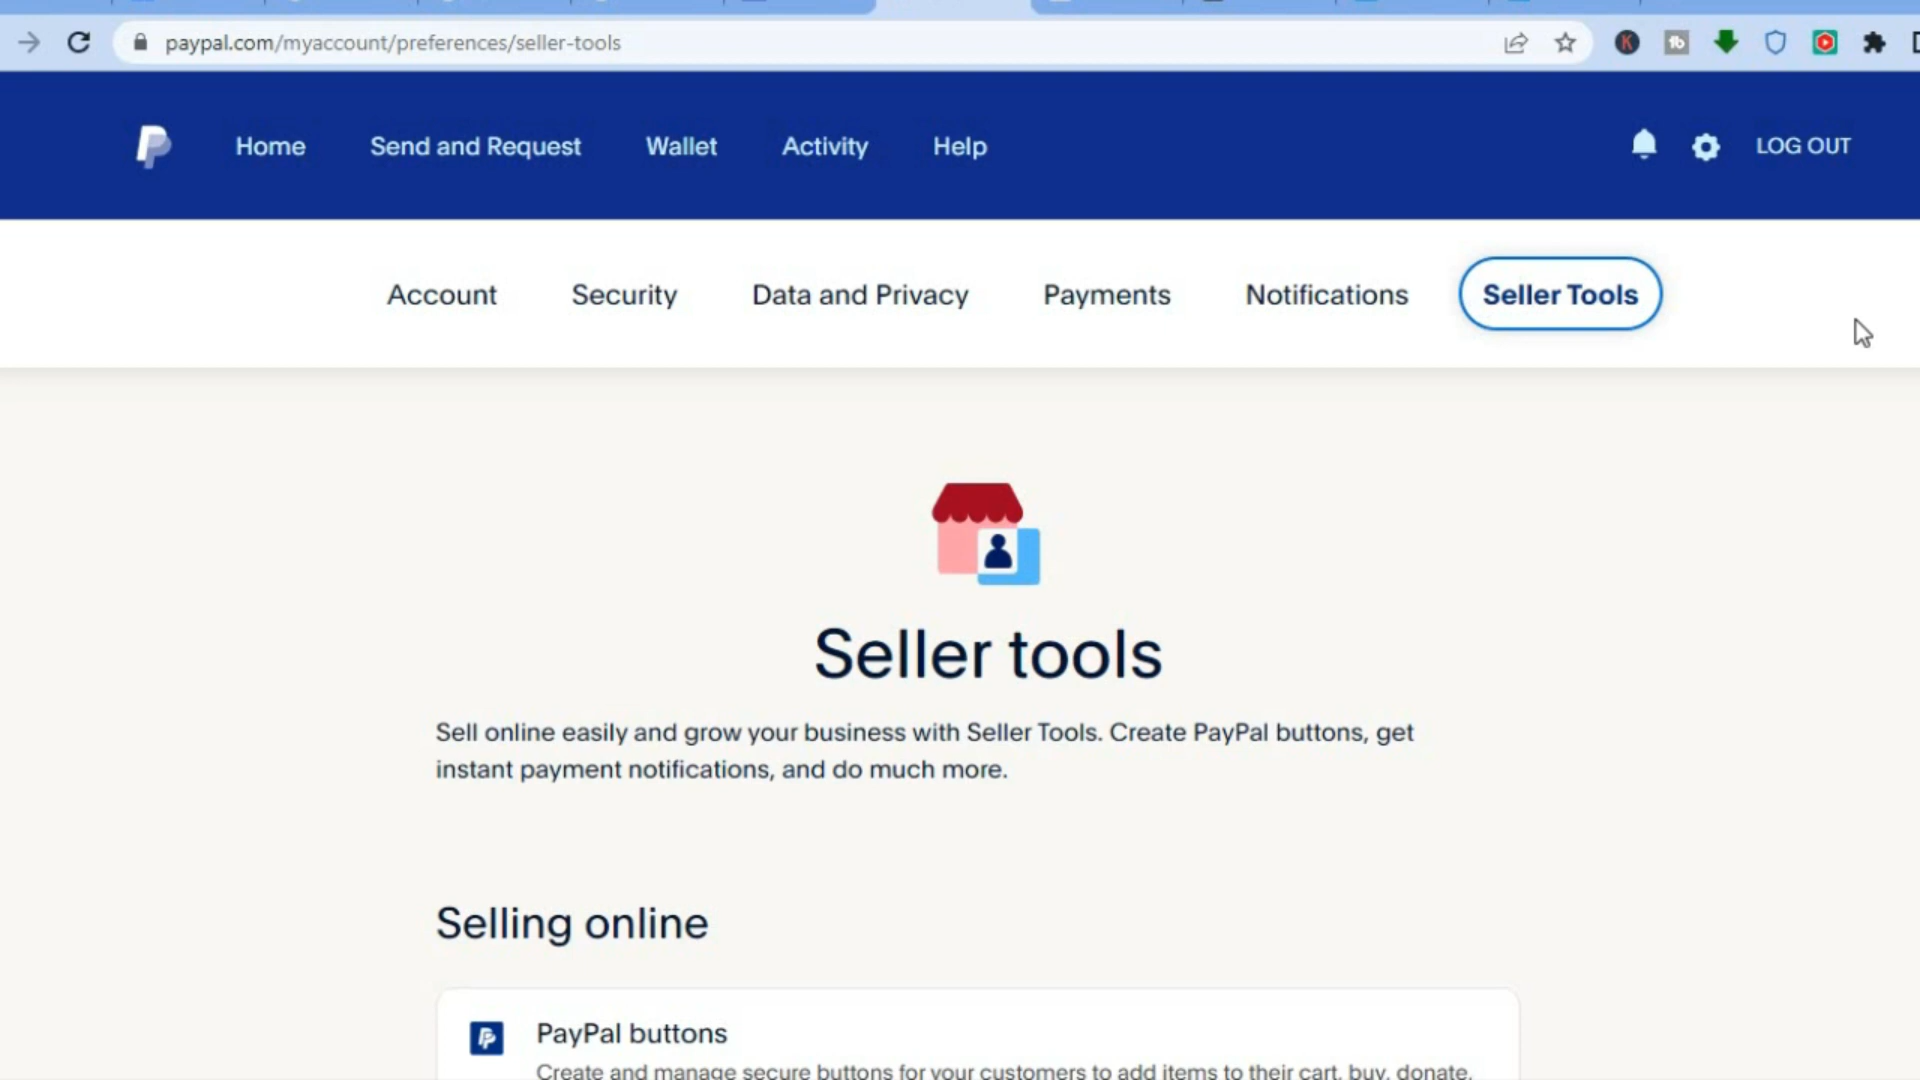 paypal.com/myaccount/preferences/seller-tools
Home Send and Request Wallet Activity Help LOG OUT
Account Security Data and Privacy Payments Notifications Seller Tools
Seller tools
Sell online easily and grow your business with Seller Tools. Create PayPal buttons, get
instant payment notifications, and do much more.
Selling online
PayPal buttons
Create and manage secure buttons for your customers to add items to their cart, buy, donate,